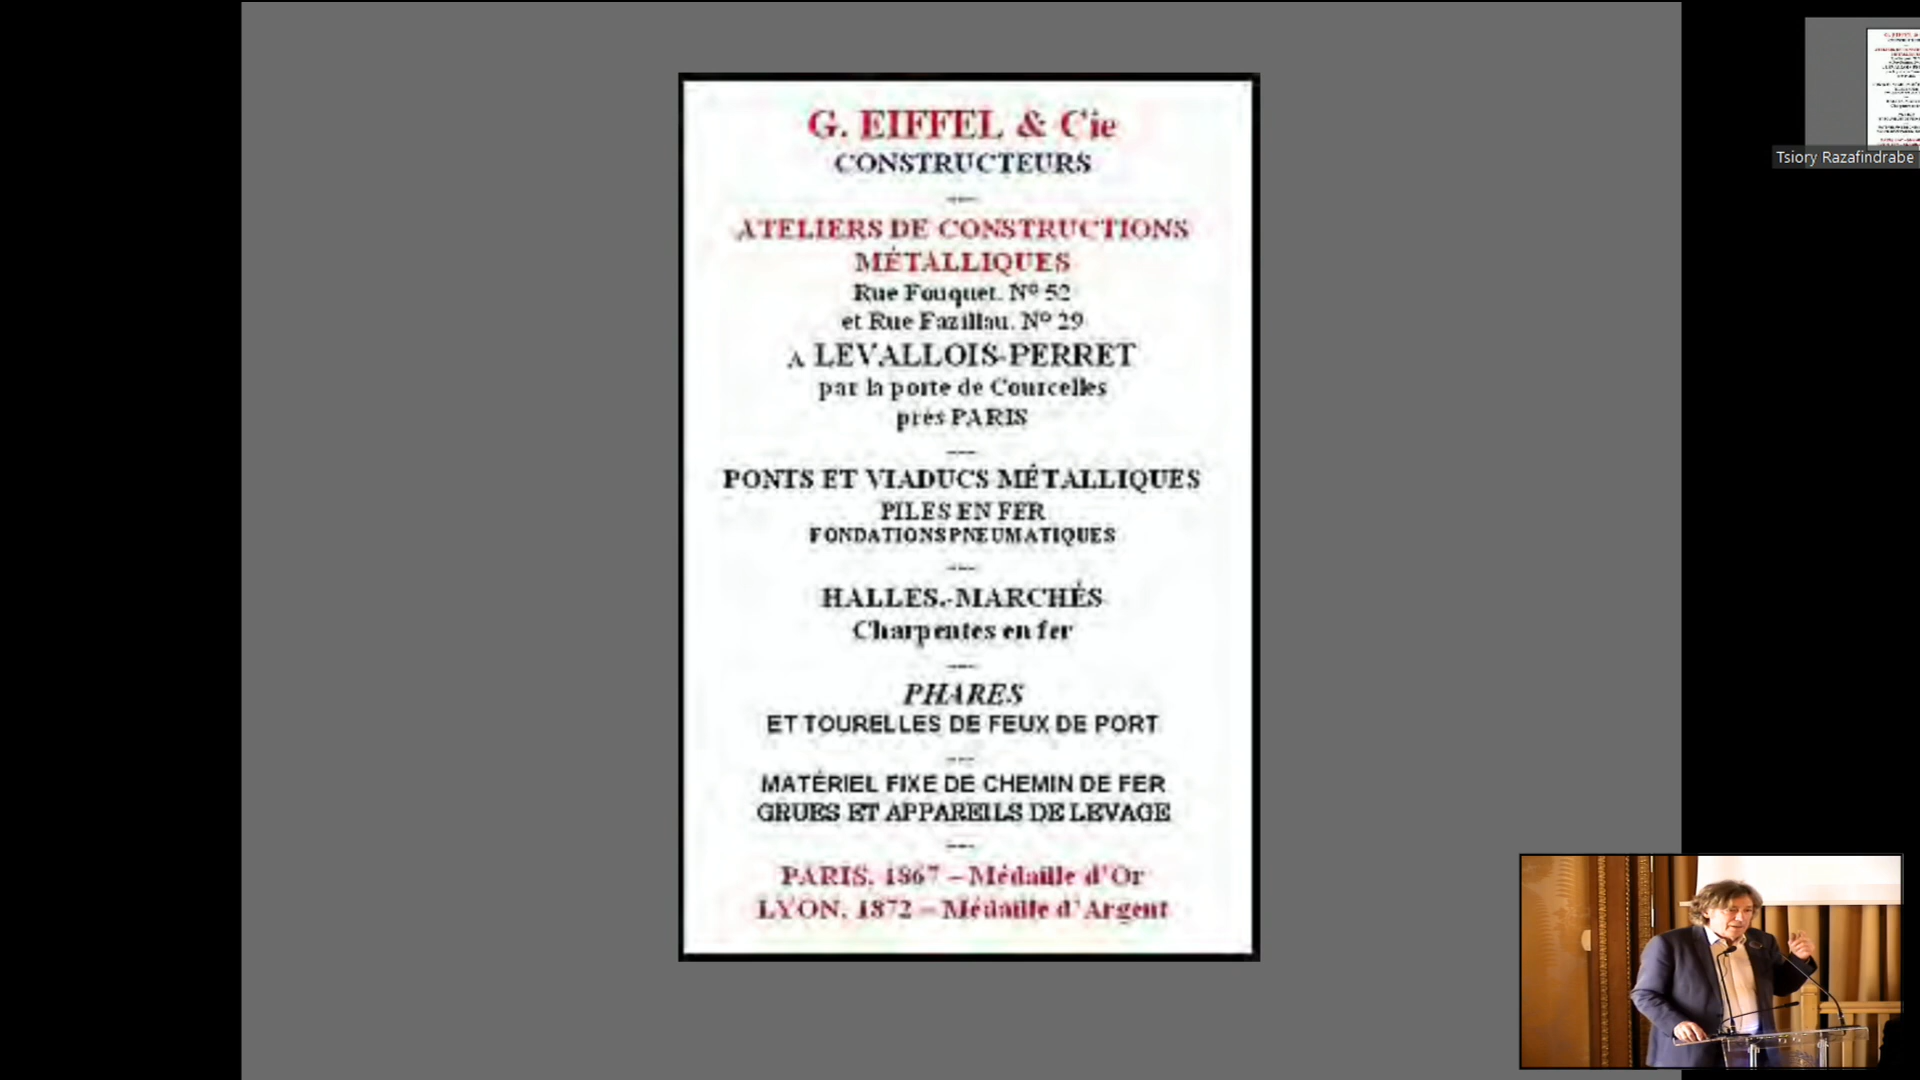 G. EIFFEL & Cie
CONSTRUCTEURS
ATELIERS DE CONSTRUCTIONS
MÉTALLIQUES
Rue Fouquet. Nº 52
et Rue Fazillau. Nº 29
A LEVALLOIS-PERRET
par la porte de Courcelles
près PARIS
PONTS ET VIADUCS MÉTALLIQUES
PILES EN FER
FONDATIONS PNEUMATIQUES
HALLES.-MARCHÉS
Charpentes en fer
PHARES
ET TOURELLES DE FEUX DE PORT
MATÉRIEL FIXE DE CHEMIN DE FER
GRUES ET APPAREILS DE LEVAGE
PARIS. 1867 – Médaille d'Or
LYON. 1872 – Médaille d'Argent
Tsiory Razafindrabe